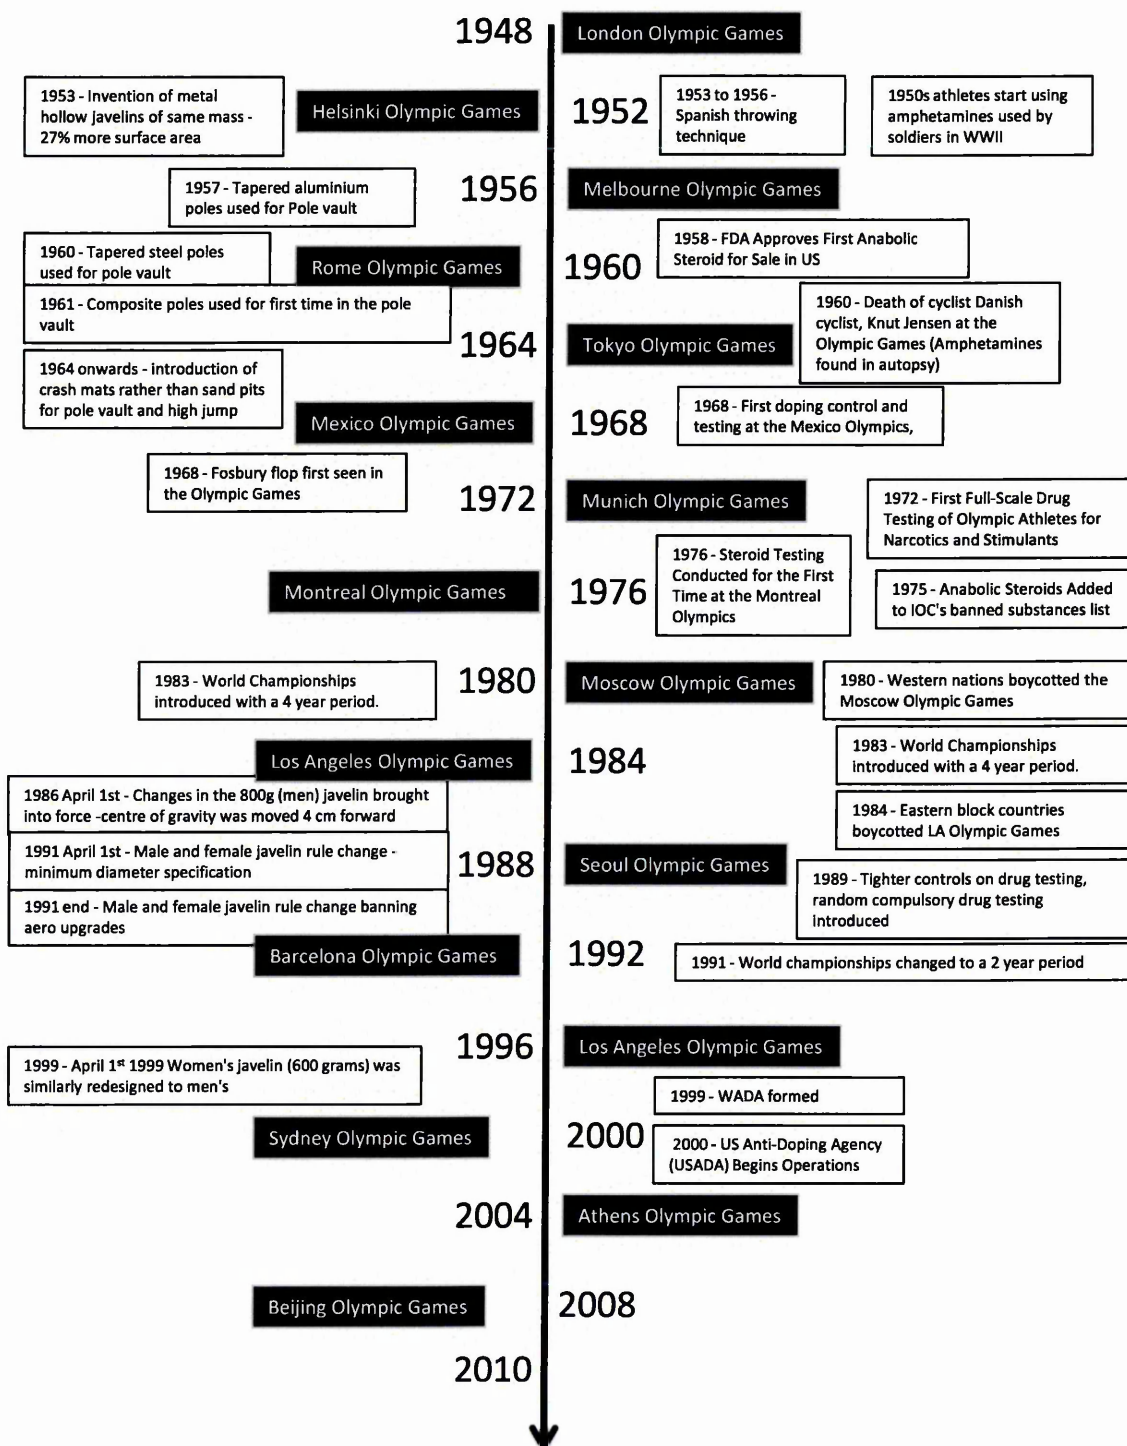 1948
London Olympic Games
1953 - Invention of metal
hollow javelins of same mass -
27% more surface area
Helsinki Olympic Games
1952
1953 to 1956 -
Spanish throwing
technique
1950s athletes start using
amphetamines used by
soldiers in WWII
1957 - Tapered aluminium
poles used for Pole vault
1956
Melbourne Olympic Games
1960 - Tapered steel poles
used for pole vault
Rome Olympic Games
1960
1958 - FDA Approves First Anabolic
Steroid for Sale in US
1961 - Composite poles used for first time in the pole
vault
1964
Tokyo Olympic Games
1960 - Death of cyclist Danish
cyclist, Knut Jensen at the
Olympic Games (Amphetamines
found in autopsy)
1964 onwards - introduction of
crash mats rather than sand pits
for pole vault and high jump
Mexico Olympic Games
1968
1968 - First doping control and
testing at the Mexico Olympics,
1968 - Fosbury flop first seen in
the Olympic Games
1972
Munich Olympic Games
1972 - First Full-Scale Drug
Testing of Olympic Athletes for
Narcotics and Stimulants
Montreal Olympic Games
1976
1976 - Steroid Testing
Conducted for the First
Time at the Montreal
Olympics
1975 - Anabolic Steroids Added
to IOC's banned substances list
1983 - World Championships
introduced with a 4 year period.
1980
Moscow Olympic Games
1980 - Western nations boycotted the
Moscow Olympic Games
Los Angeles Olympic Games
1984
1983 - World Championships
introduced with a 4 year period.
1984 - Eastern block countries
boycotted LA Olympic Games
1986 April 1st - Changes in the 800g (men) javelin brought
into force -centre of gravity was moved 4 cm forward
1991 April 1st - Male and female javelin rule change -
minimum diameter specification
1988
Seoul Olympic Games
1989 - Tighter controls on drug testing,
random compulsory drug testing
introduced
1991 end - Male and female javelin rule change banning
aero upgrades
Barcelona Olympic Games
1992
1991 - World championships changed to a 2 year period
1996
Los Angeles Olympic Games
1999 - April 1st 1999 Women's javelin (600 grams) was
similarly redesigned to men's
1999 - WADA formed
Sydney Olympic Games
2000
2000 - US Anti-Doping Agency
(USADA) Begins Operations
2004
Athens Olympic Games
Beijing Olympic Games
2008
2010